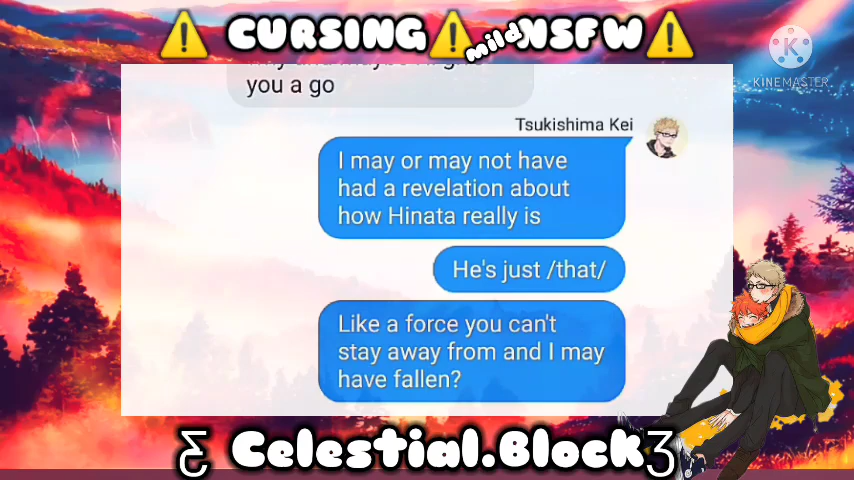 ⚠️ CURSING⚠️mild NSFW⚠️
K
KINEMASTER
you a go
Tsukishima Kei
I may or may not have
had a revelation about
how Hinata really is
He's just /that/
Like a force you can't
stay away from and I may
have fallen?
Ƹ Celestial.BlockƷ